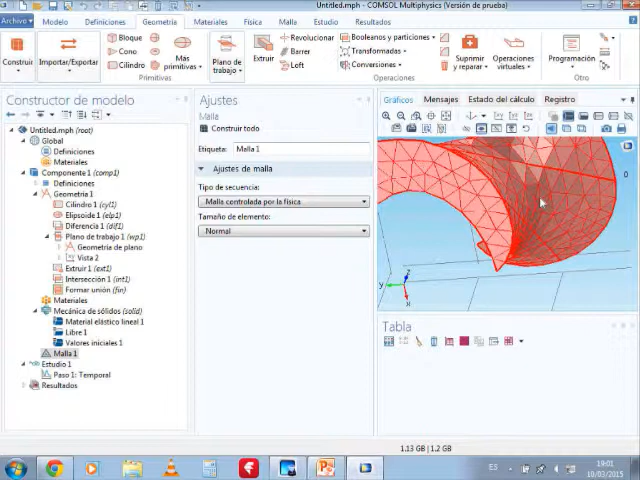 Untitled.mph - COMSOL Multiphysics (Versión de prueba)
Archivo Modelo Definiciones Geometría Materiales Física Malla Estudio Resultados
Construir
Importar/Exportar
Bloque
Cono
Cilindro
Más primitivas
Primitivas
Plano de trabajo
Extruir
Revolucionar
Barrer
Loft
Booleanos y particiones
Transformadas
Conversiones
Operaciones
Suprimir y reparar
Operaciones virtuales
Programación
Otro
Constructor de modelo
Untitled.mph (root)
Global
Definiciones
Materiales
Componente 1 (comp1)
Definiciones
Geometría 1
Cilindro 1 (cyl1)
Elipsoide 1 (elp1)
Diferencia 1 (dif1)
Plano de trabajo 1 (wp1)
Geometría de plano
Vista 2
Extruir 1 (ext1)
Intersección 1 (int1)
Formar unión (fin)
Materiales
Mecánica de sólidos (solid)
Material elástico lineal 1
Libre 1
Valores iniciales 1
Malla 1
Estudio 1
Paso 1: Temporal
Resultados
Ajustes
Malla
Construir todo
Etiqueta: Malla 1
Ajustes de malla
Tipo de secuencia:
Malla controlada por la física
Tamaño de elemento:
Normal
Gráficos Mensajes Estado del cálculo Registro
0
z
y
x
Tabla
1.13 GB | 1.2 GB
ES
19:01
10/03/2015